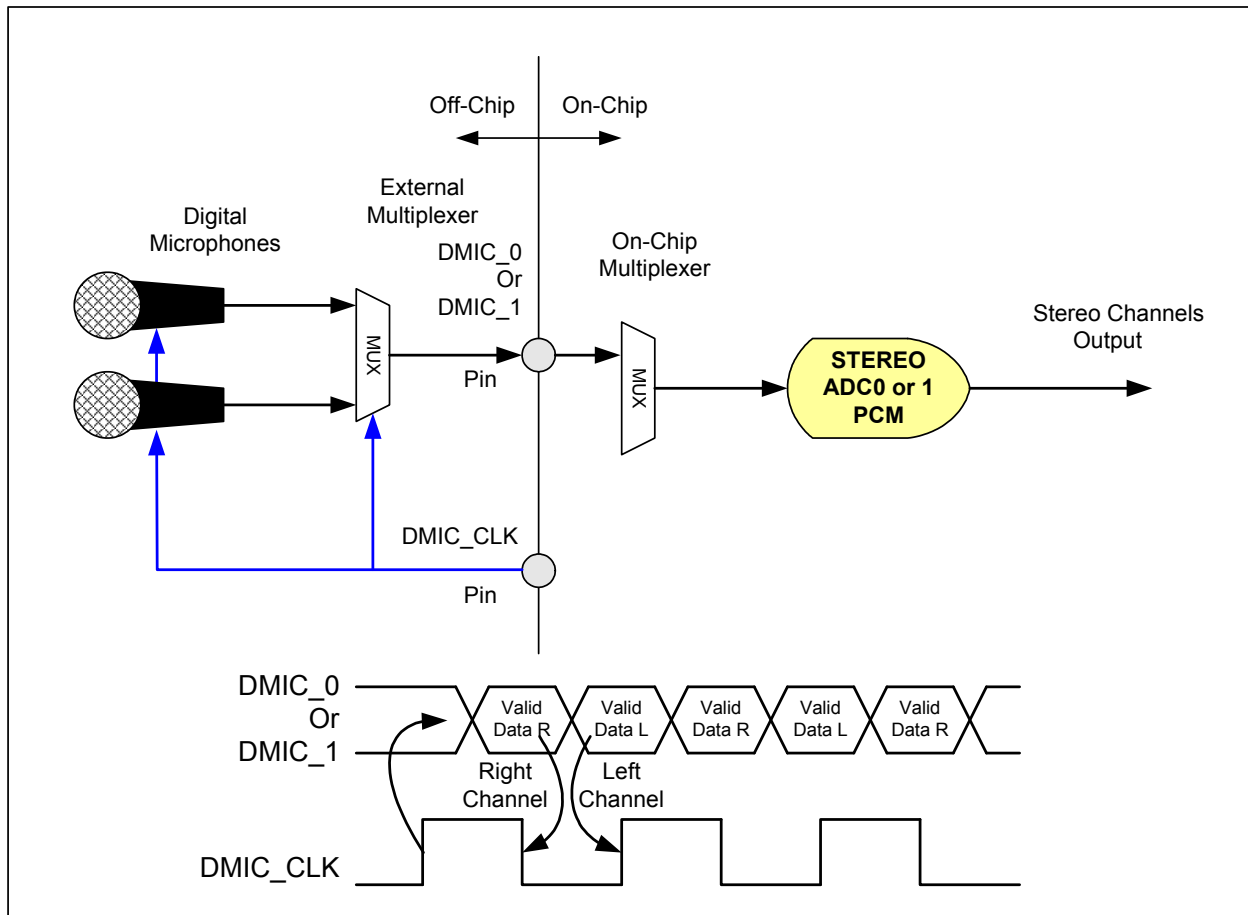 Off-Chip
On-Chip
External
Multiplexer
Digital
Microphones
DMIC_0
Or
DMIC_1
On-Chip
Multiplexer
Stereo Channels
Output
MUX
Pin
MUX
STEREO
ADC0 or 1
PCM
DMIC_CLK
Pin
DMIC_0
Or
DMIC_1
Valid
Data R
Valid
Data L
Valid
Data R
Valid
Data L
Valid
Data R
Right
Channel
Left
Channel
DMIC_CLK